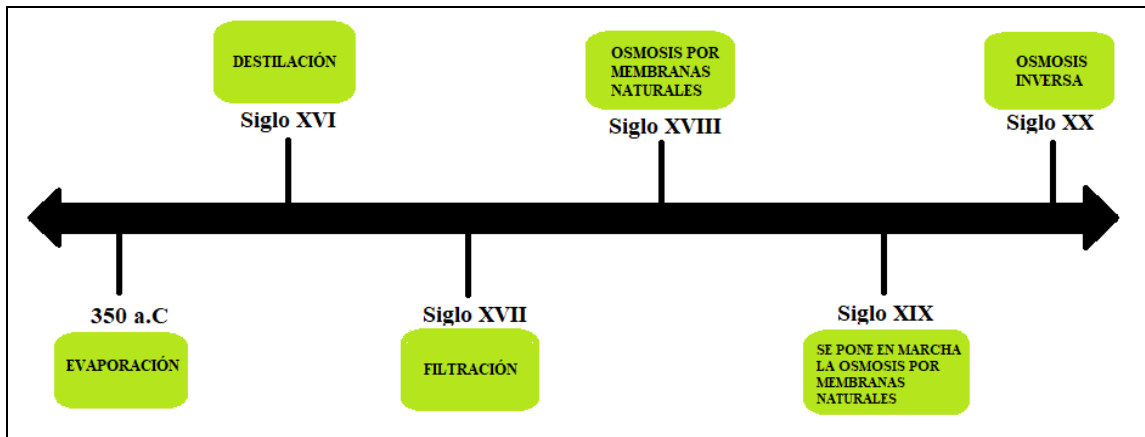 DESTILACIÓN
Siglo XVI
OSMOSIS POR
MEMBRANAS
NATURALES
Siglo XVIII
OSMOSIS
INVERSA
Siglo XX
350 a.C
EVAPORACIÓN
Siglo XVII
FILTRACIÓN
Siglo XIX
SE PONE EN MARCHA
LA OSMOSIS POR
MEMBRANAS
NATURALES